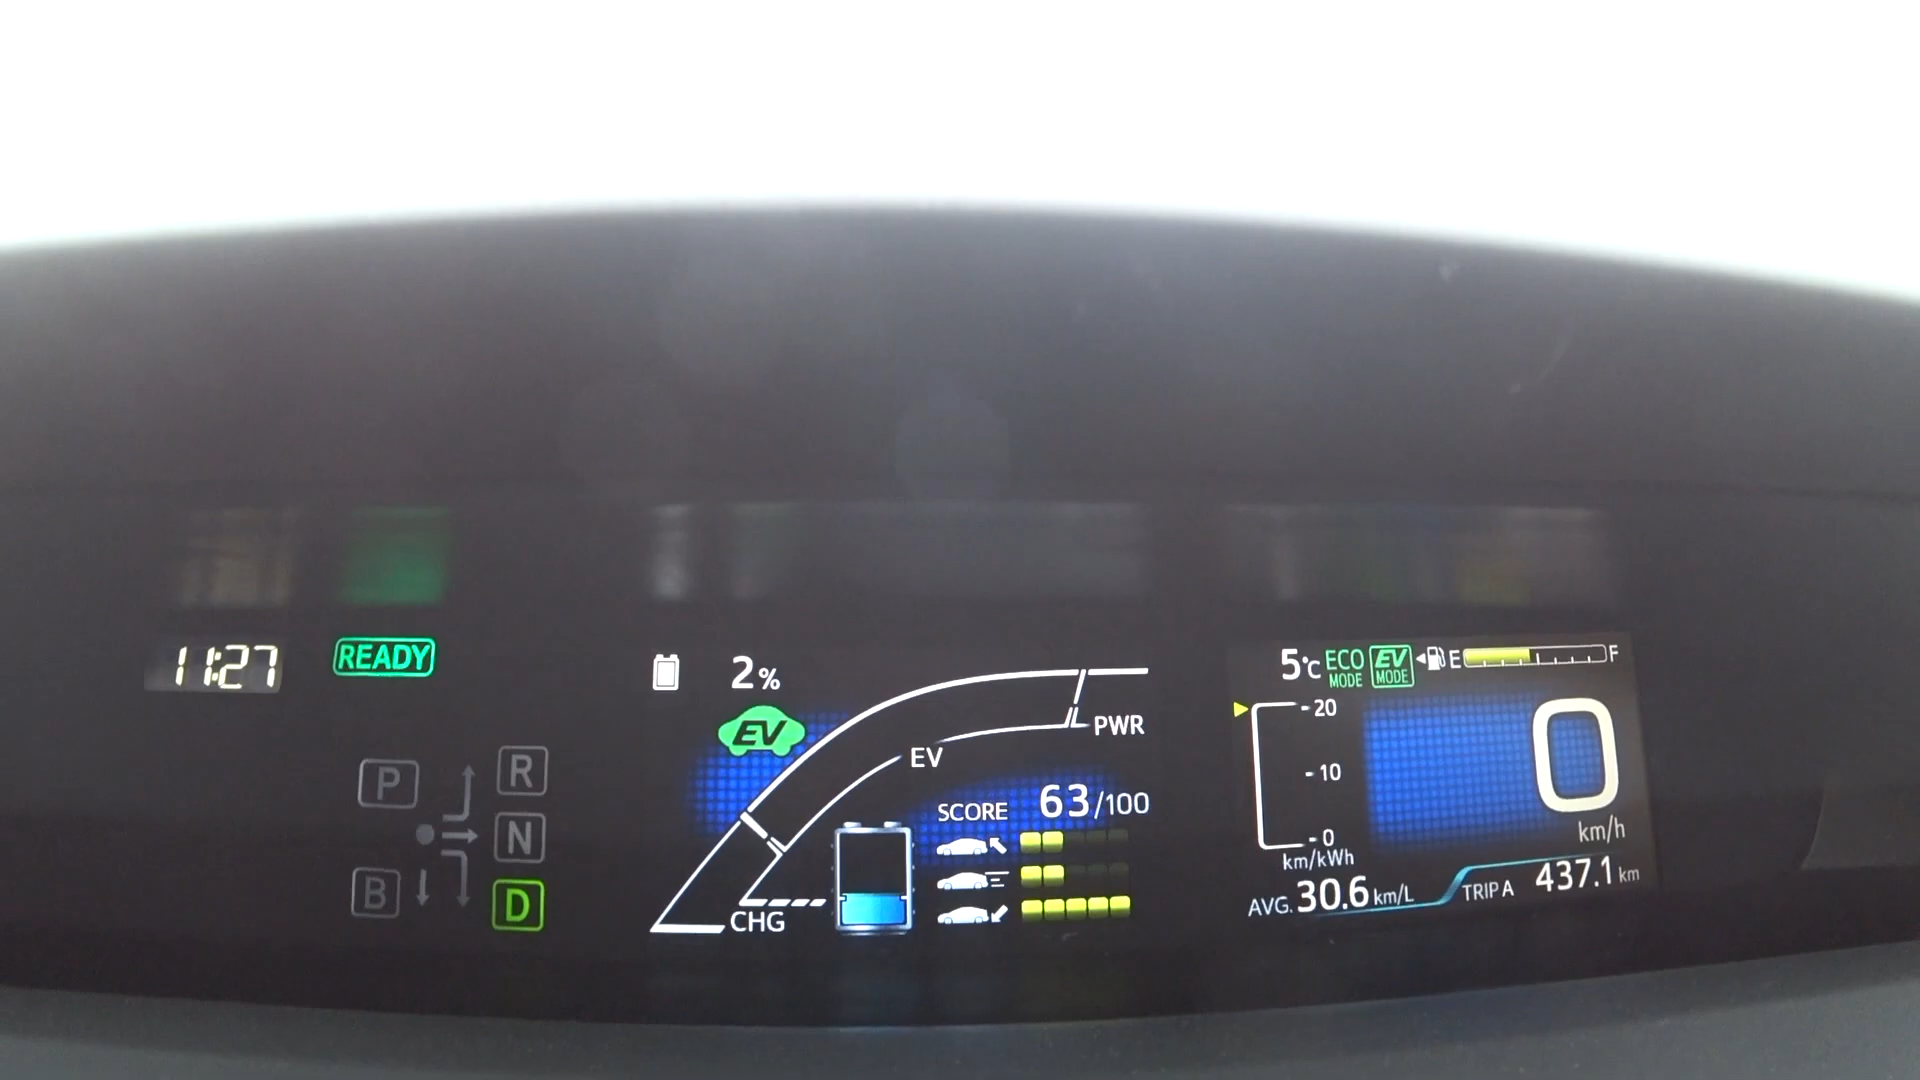 11:27
READY
P
R
N
B
D
2%
EV
PWR
EV
SCORE 63/100
CHG
5℃ ECO MODE EV MODE E F
20
10
0
km/kWh
0
km/h
AVG. 30.6 km/L
TRIP A 437.1 km